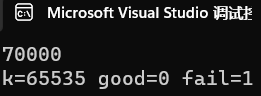 Microsoft Visual Studio 调试
70000
k=65535 good=0 fail=1